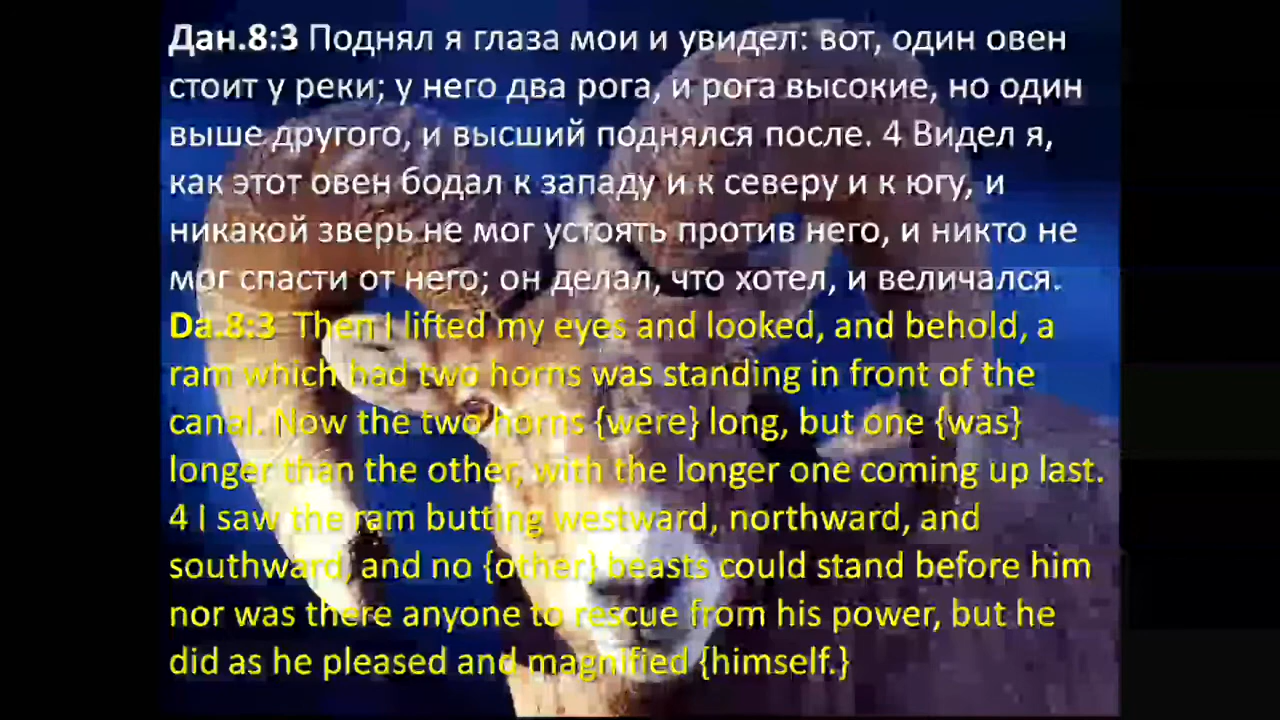 Дан.8:3 Поднял я глаза мои и увидел: вот, один овен
стоит у реки; у него два рога, и рога высокие, но один
выше другого, и высший поднялся после. 4 Видел я,
как этот овен бодал к западу и к северу и к югу, и
никакой зверь не мог устоять против него, и никто не
мог спасти от него; он делал, что хотел, и величался.
Da.8:3 Then I lifted my eyes and looked, and behold, a
ram which had two horns was standing in front of the
canal. Now the two horns {were} long, but one {was}
longer than the other, with the longer one coming up last.
4 I saw the ram butting westward, northward, and
southward, and no {other} beasts could stand before him
nor was there anyone to rescue from his power, but he
did as he pleased and magnified {himself.}